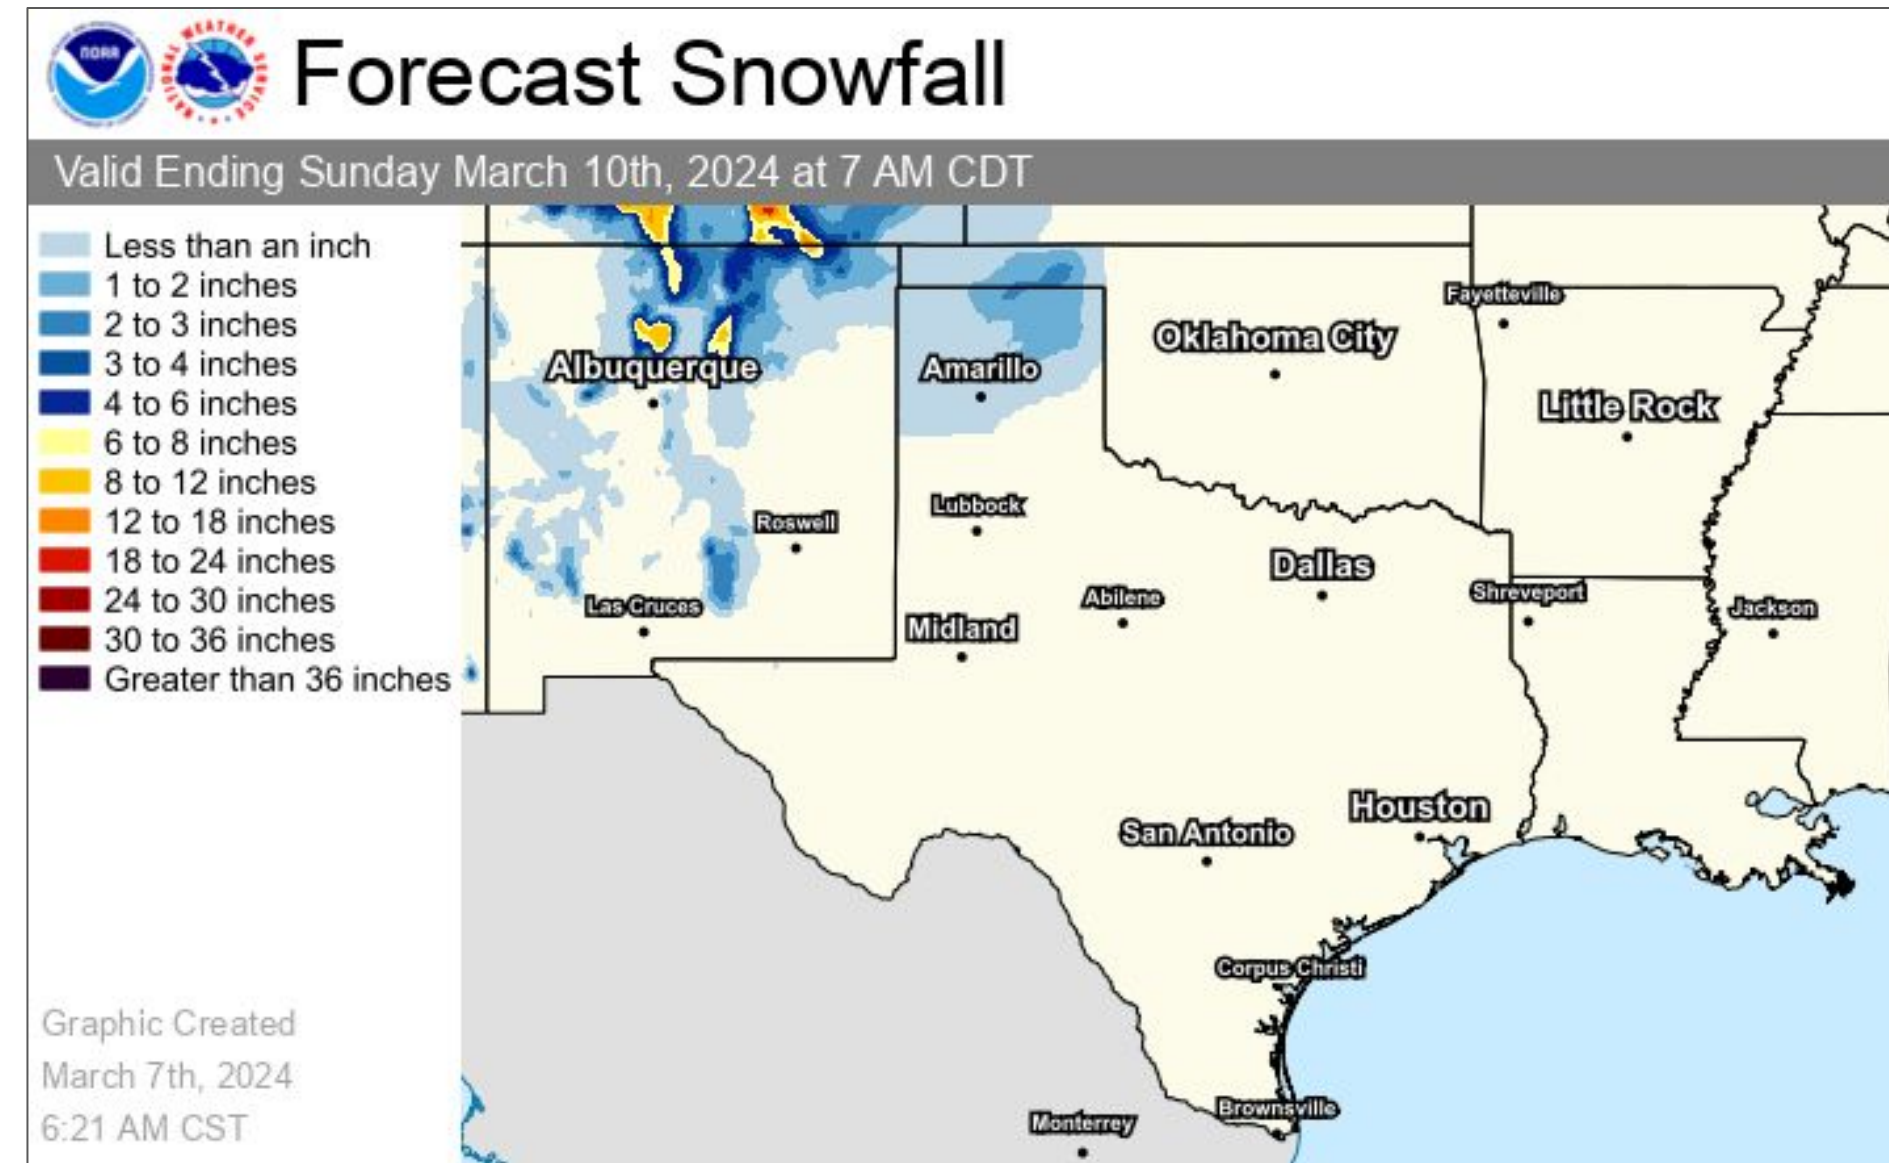 NOAA
NATIONAL WEATHER SERVICE
Forecast Snowfall
Valid Ending Sunday March 10th, 2024 at 7 AM CDT
Less than an inch
1 to 2 inches
2 to 3 inches
3 to 4 inches
4 to 6 inches
6 to 8 inches
8 to 12 inches
12 to 18 inches
18 to 24 inches
24 to 30 inches
30 to 36 inches
Greater than 36 inches
Graphic Created
March 7th, 2024
6:21 AM CST
Fayetteville
Oklahoma City
Albuquerque
Amarillo
Little Rock
Lubbock
Roswell
Dallas
Abilene
Shreveport
Las Cruces
Jackson
Midland
Houston
San Antonio
Corpus Christi
Brownsville
Monterrey